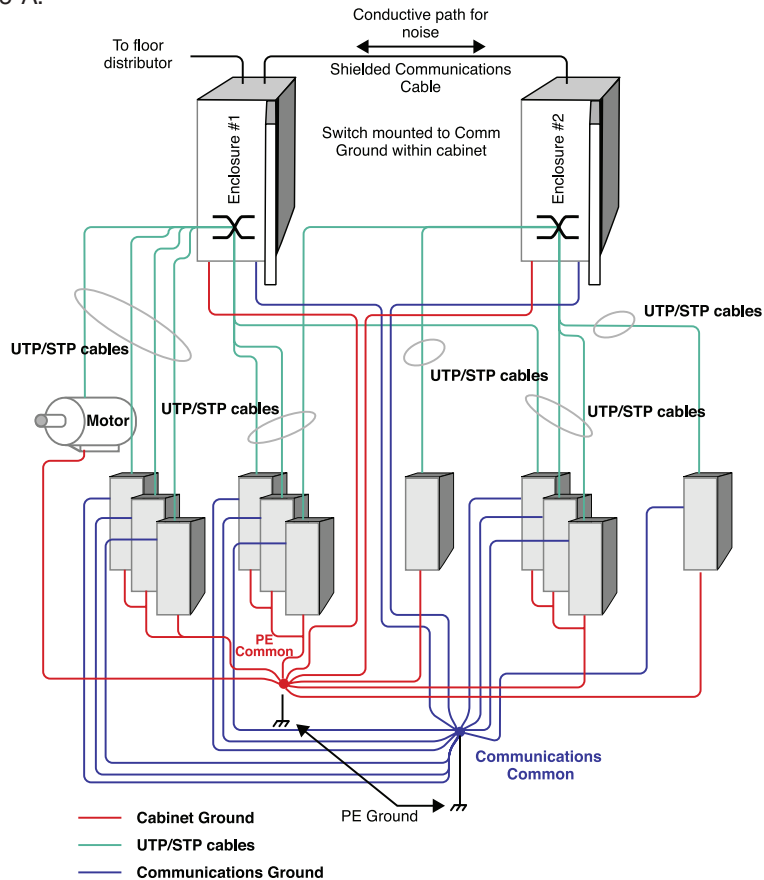 Conductive path for
noise
To floor
distributor
Shielded Communications
Cable
Enclosure #1
Switch mounted to Comm
Ground within cabinet
Enclosure #2
UTP/STP cables
UTP/STP cables
UTP/STP cables
UTP/STP cables
UTP/STP cables
Motor
PE
Common
Communications
Common
PE Ground
Cabinet Ground
UTP/STP cables
Communications Ground